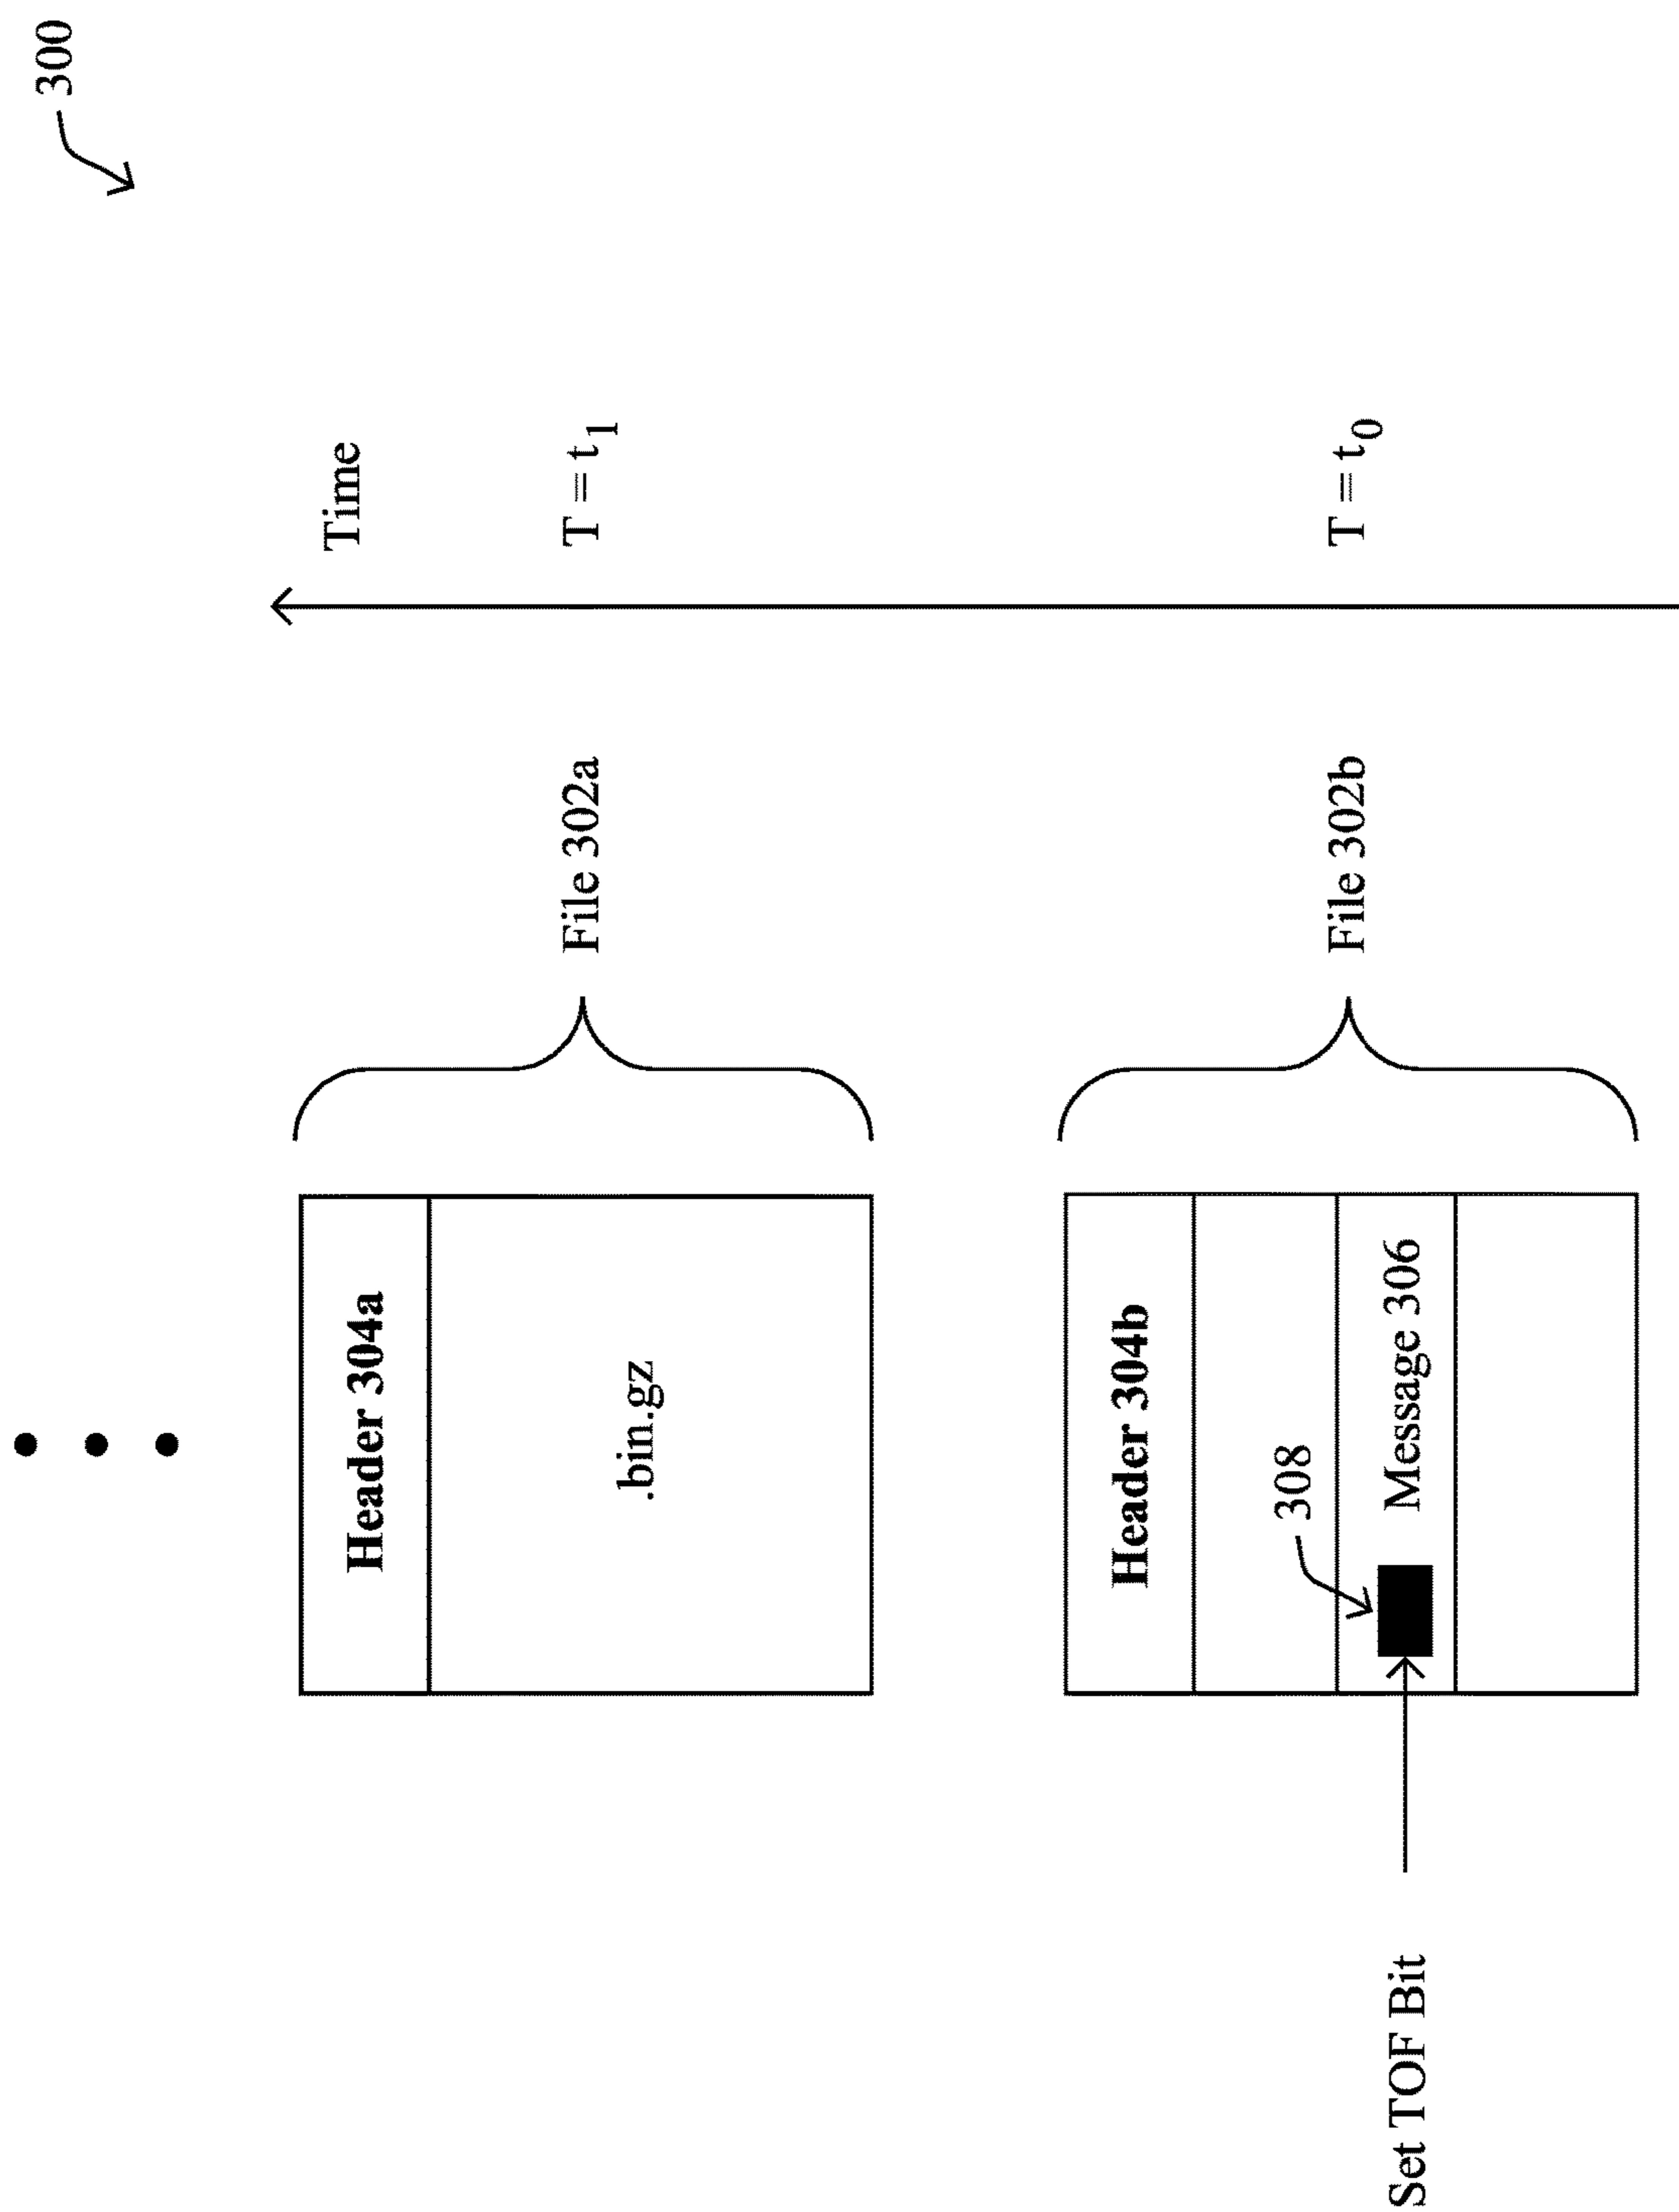 300
Time
T = t1
T = t0
File 302a
File 302b
Header 304a
.bin.gz
Header 304b
308
Message 306
Set TOF Bit